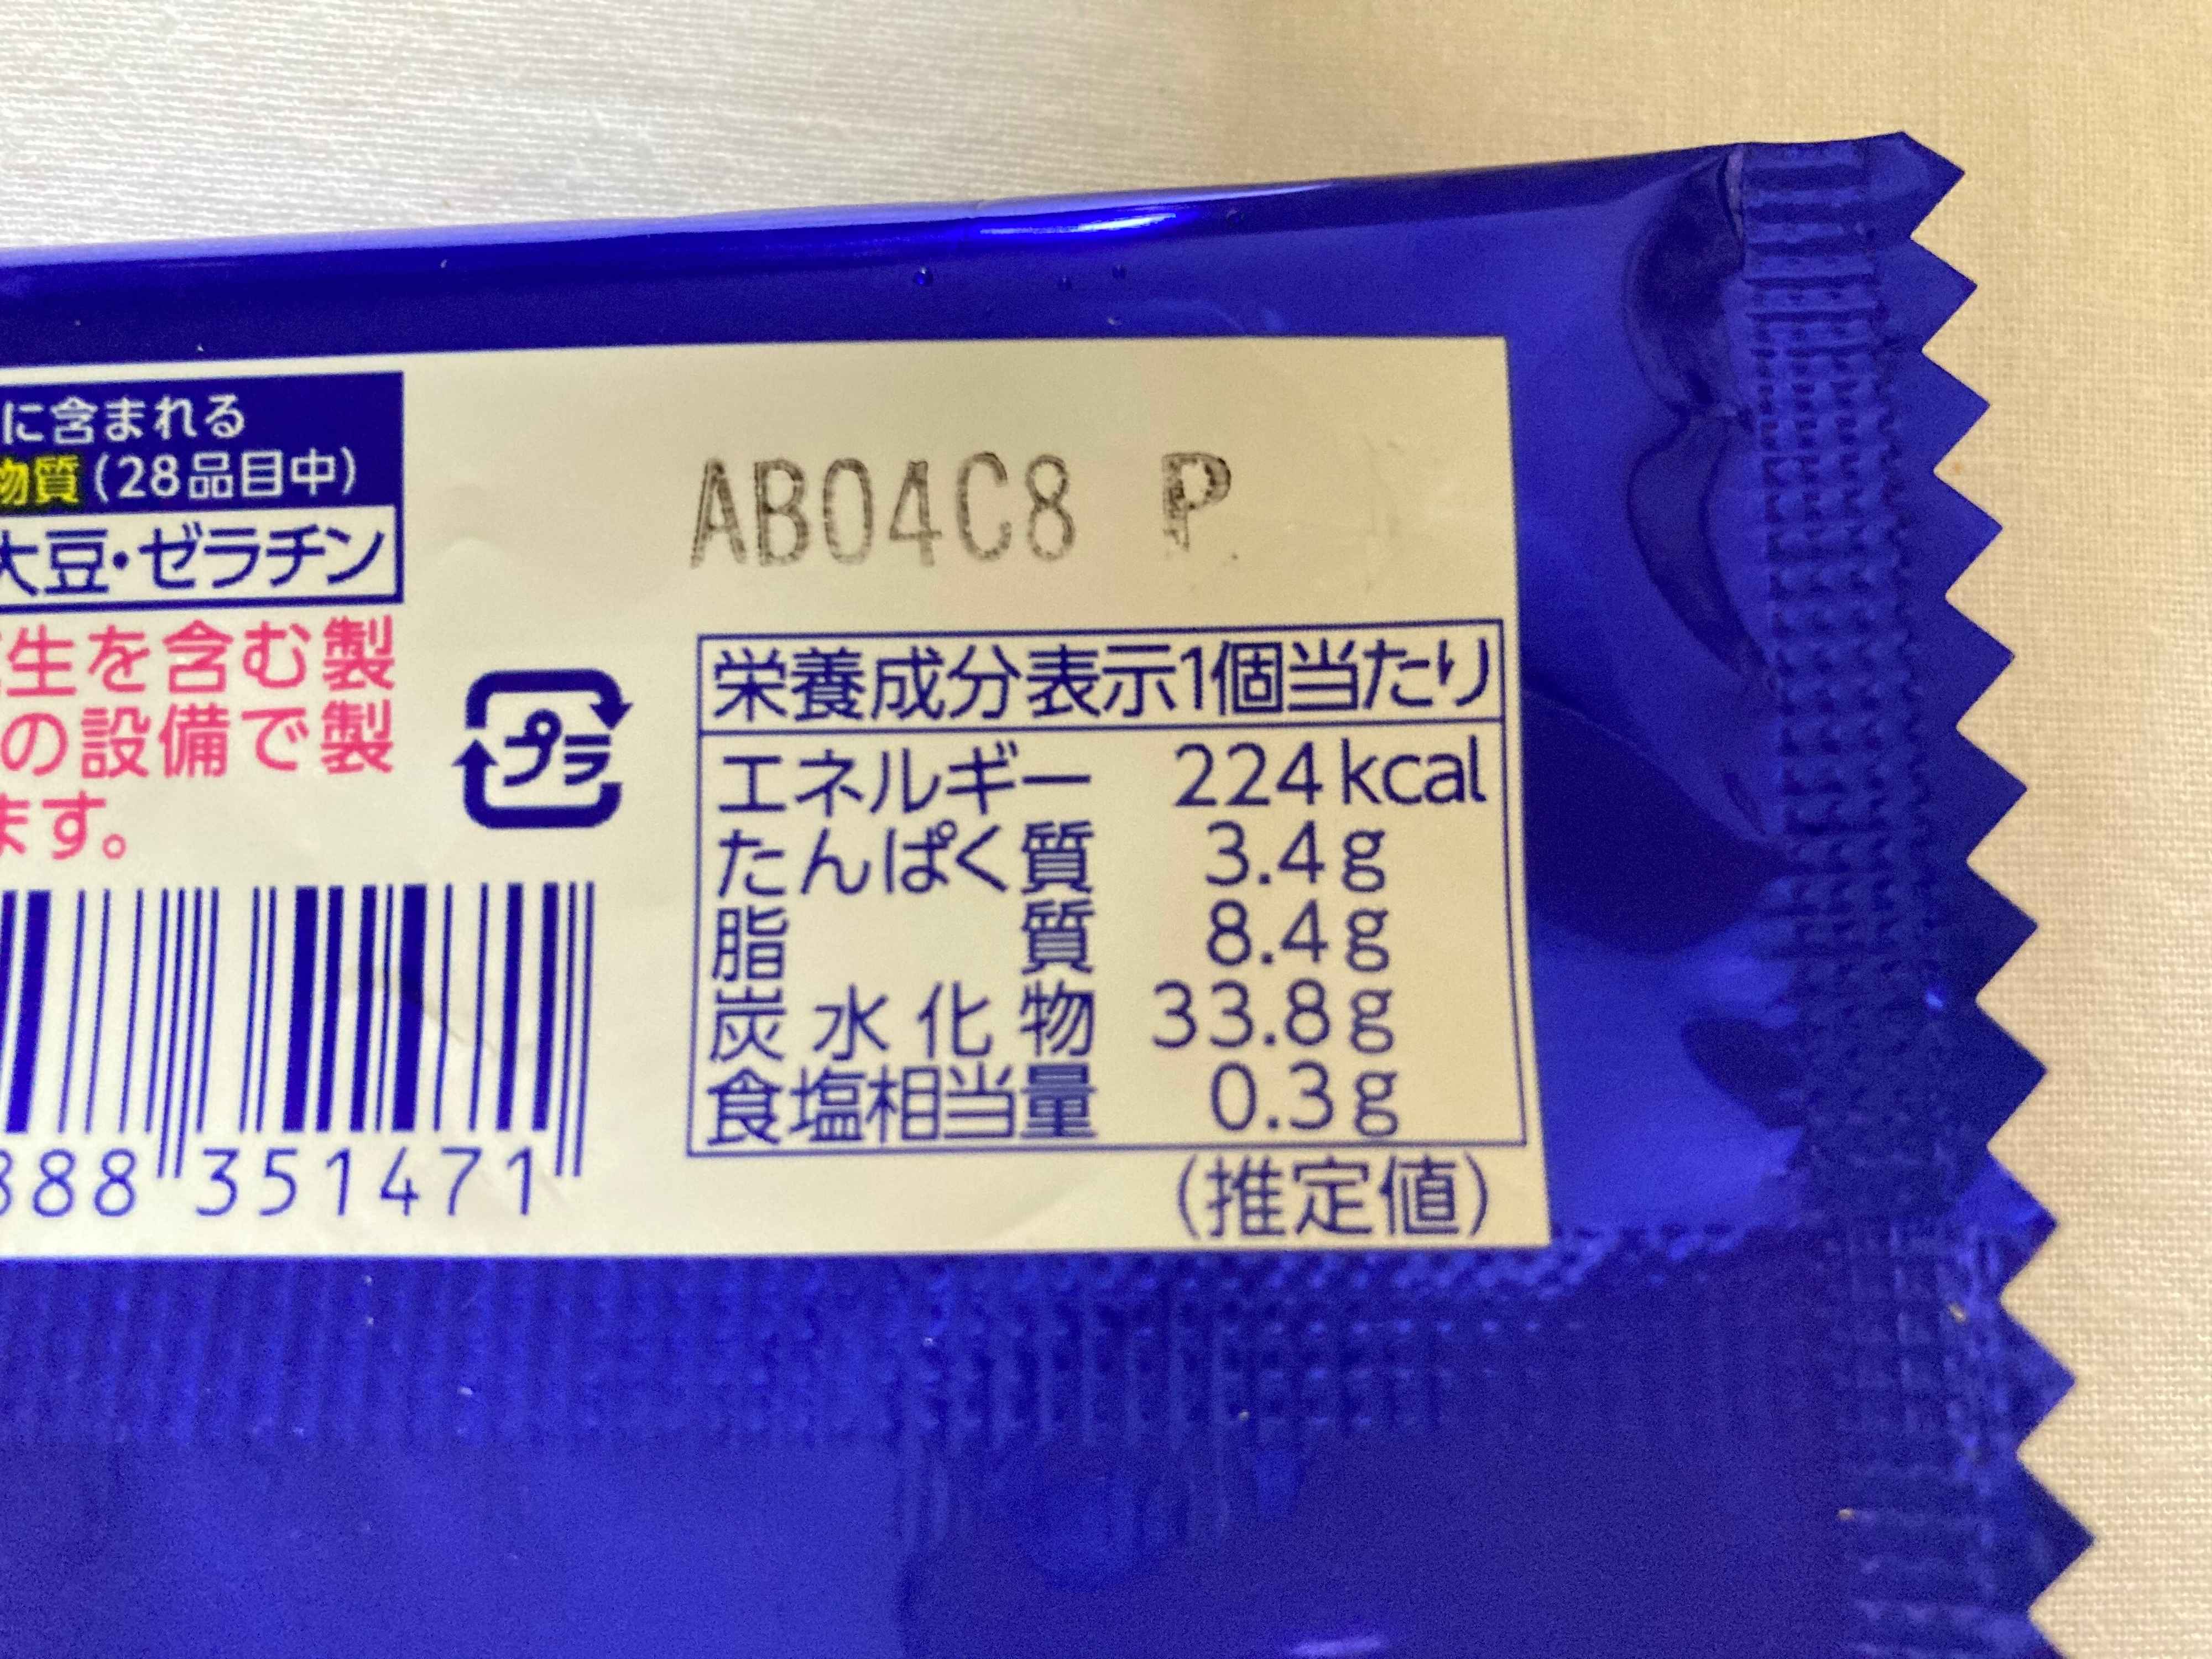 に含まれる
物質(28品目中)
大豆・ゼラチン
生を含む製
の設備で製
ます。
プラ
888 351471
AB04C8 P
栄養成分表示1個当たり
エネルギー 224kcal
たんぱく質 3.4g
脂質 8.4g
炭水化物 33.8g
食塩相当量 0.3g
(推定値)